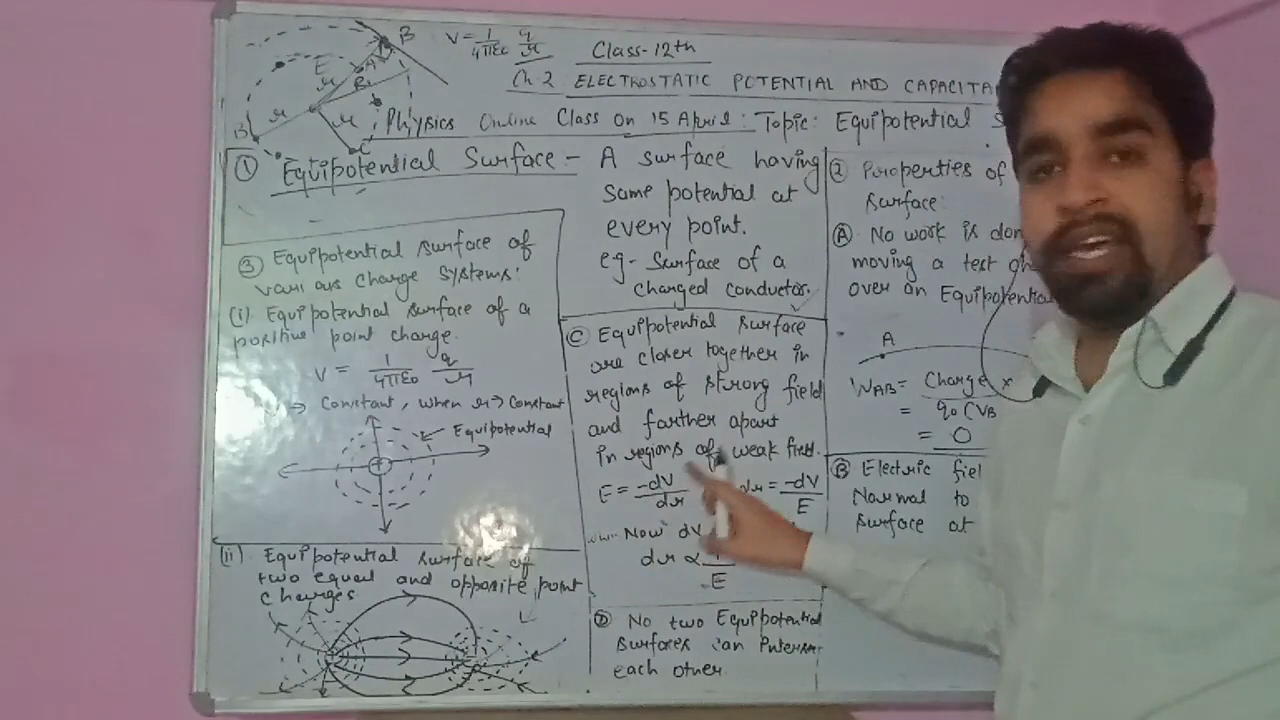 V = 1/4πε₀ q/r
Class-12th
Ch-2 ELECTROSTATIC POTENTIAL AND CAPACITA
Physics Online Class on 15 April: Topic: Equipotential S
B
E
r
R₁
A
r
r
B
C
① Equipotential Surface - A surface having
same potential at
every point.
eg- Surface of a
charged conductor.
② Properties of
surface:
Ⓐ No work is don
moving a test ch
over an Equipotential
A
WAB = Charge ×
= q₀ (VB
= 0
Ⓑ Electric fiel
Normal to
surface at
Ⓒ Equipotential surface
are closer together in
regions of strong field
and farther apart
in regions of weak field.
E = -dV/dr dr = -dV/E
Now dV
dr ∝ 1/E
Ⓓ No two Equipotential
surfaces can
each other
③ Equipotential surface of
various charge systems:
(i) Equipotential surface of a
positive point charge.
V = 1/4πε₀ q/r
→ Constant, when r → Constant
Equipotential
+
(ii) Equipotential surface of
two equal and opposite point
charges